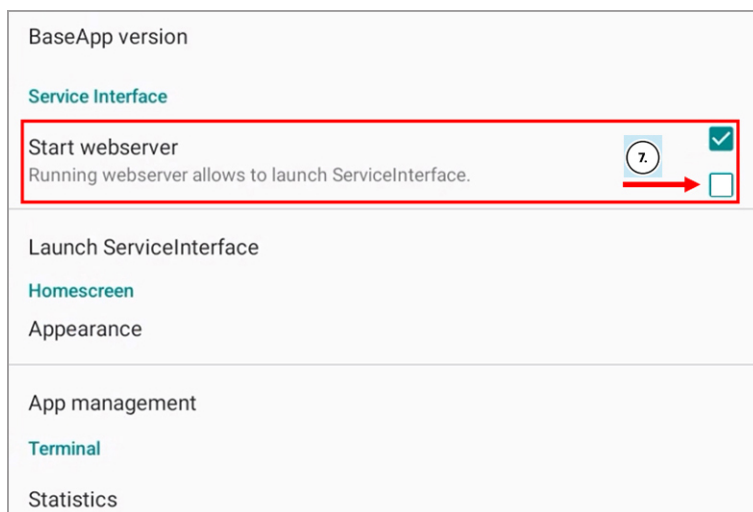 BaseApp version
Service Interface
Start webserver
7.
Running webserver allows to launch ServiceInterface.
Launch ServiceInterface
Homescreen
Appearance
App management
Terminal
Statistics